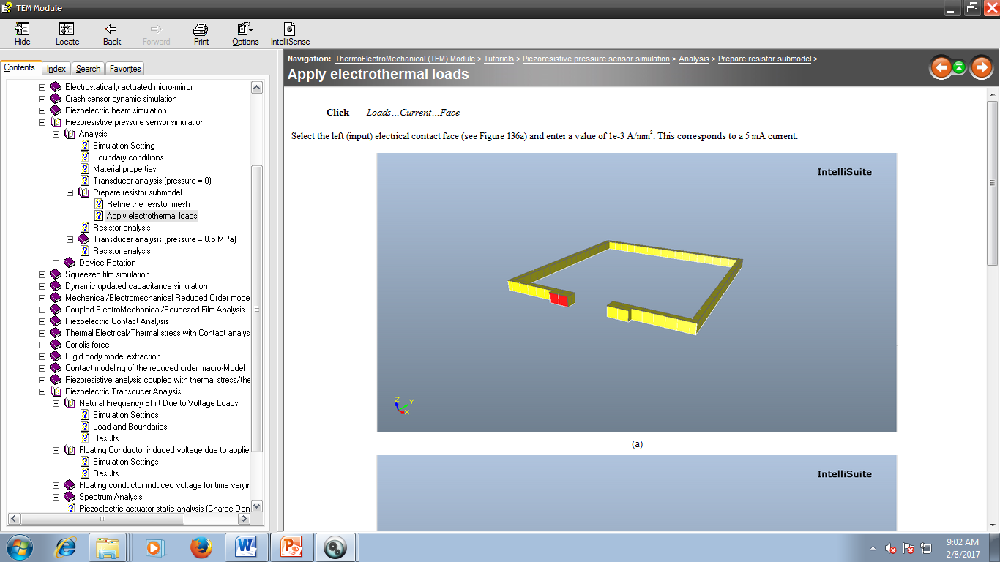 TEM Module
Hide Locate Back Forward Print Options IntelliSense
Contents Index Search Favorites
Electrostatically actuated micro-mirror
Crash sensor dynamic simulation
Piezoelectric beam simulation
Piezoresistive pressure sensor simulation
Analysis
Simulation Setting
Boundary conditions
Material properties
Transducer analysis (pressure = 0)
Prepare resistor submodel
Refine the resistor mesh
Apply electrothermal loads
Resistor analysis
Transducer analysis (pressure = 0.5 MPa)
Resistor analysis
Device Rotation
Squeezed film simulation
Dynamic updated capacitance simulation
Mechanical/Electromechanical Reduced Order mode
Coupled ElectroMechanical/Squeezed Film Analysis
Piezoelectric Contact Analysis
Thermal Electrical/Thermal stress with Contact analys
Coriolis force
Rigid body model extraction
Contact modeling of the reduced order macro-Model
Piezoresistive analysis coupled with thermal stress/the
Piezoelectric Transducer Analysis
Natural Frequency Shift Due to Voltage Loads
Simulation Settings
Load and Boundaries
Results
Floating Conductor induced voltage due to applie
Simulation Settings
Results
Floating conductor induced voltage for time varyin
Spectrum Analysis
Piezoelectric actuator static analysis (Charge Den
Navigation: ThermoElectroMechanical (TEM) Module > Tutorials > Piezoresistive pressure sensor simulation > Analysis > Prepare resistor submodel >
Apply electrothermal loads
Click Loads...Current...Face
Select the left (input) electrical contact face (see Figure 136a) and enter a value of 1e-3 A/mm². This corresponds to a 5 mA current.
IntelliSuite
Z Y X
(a)
IntelliSuite
9:02 AM
2/8/2017